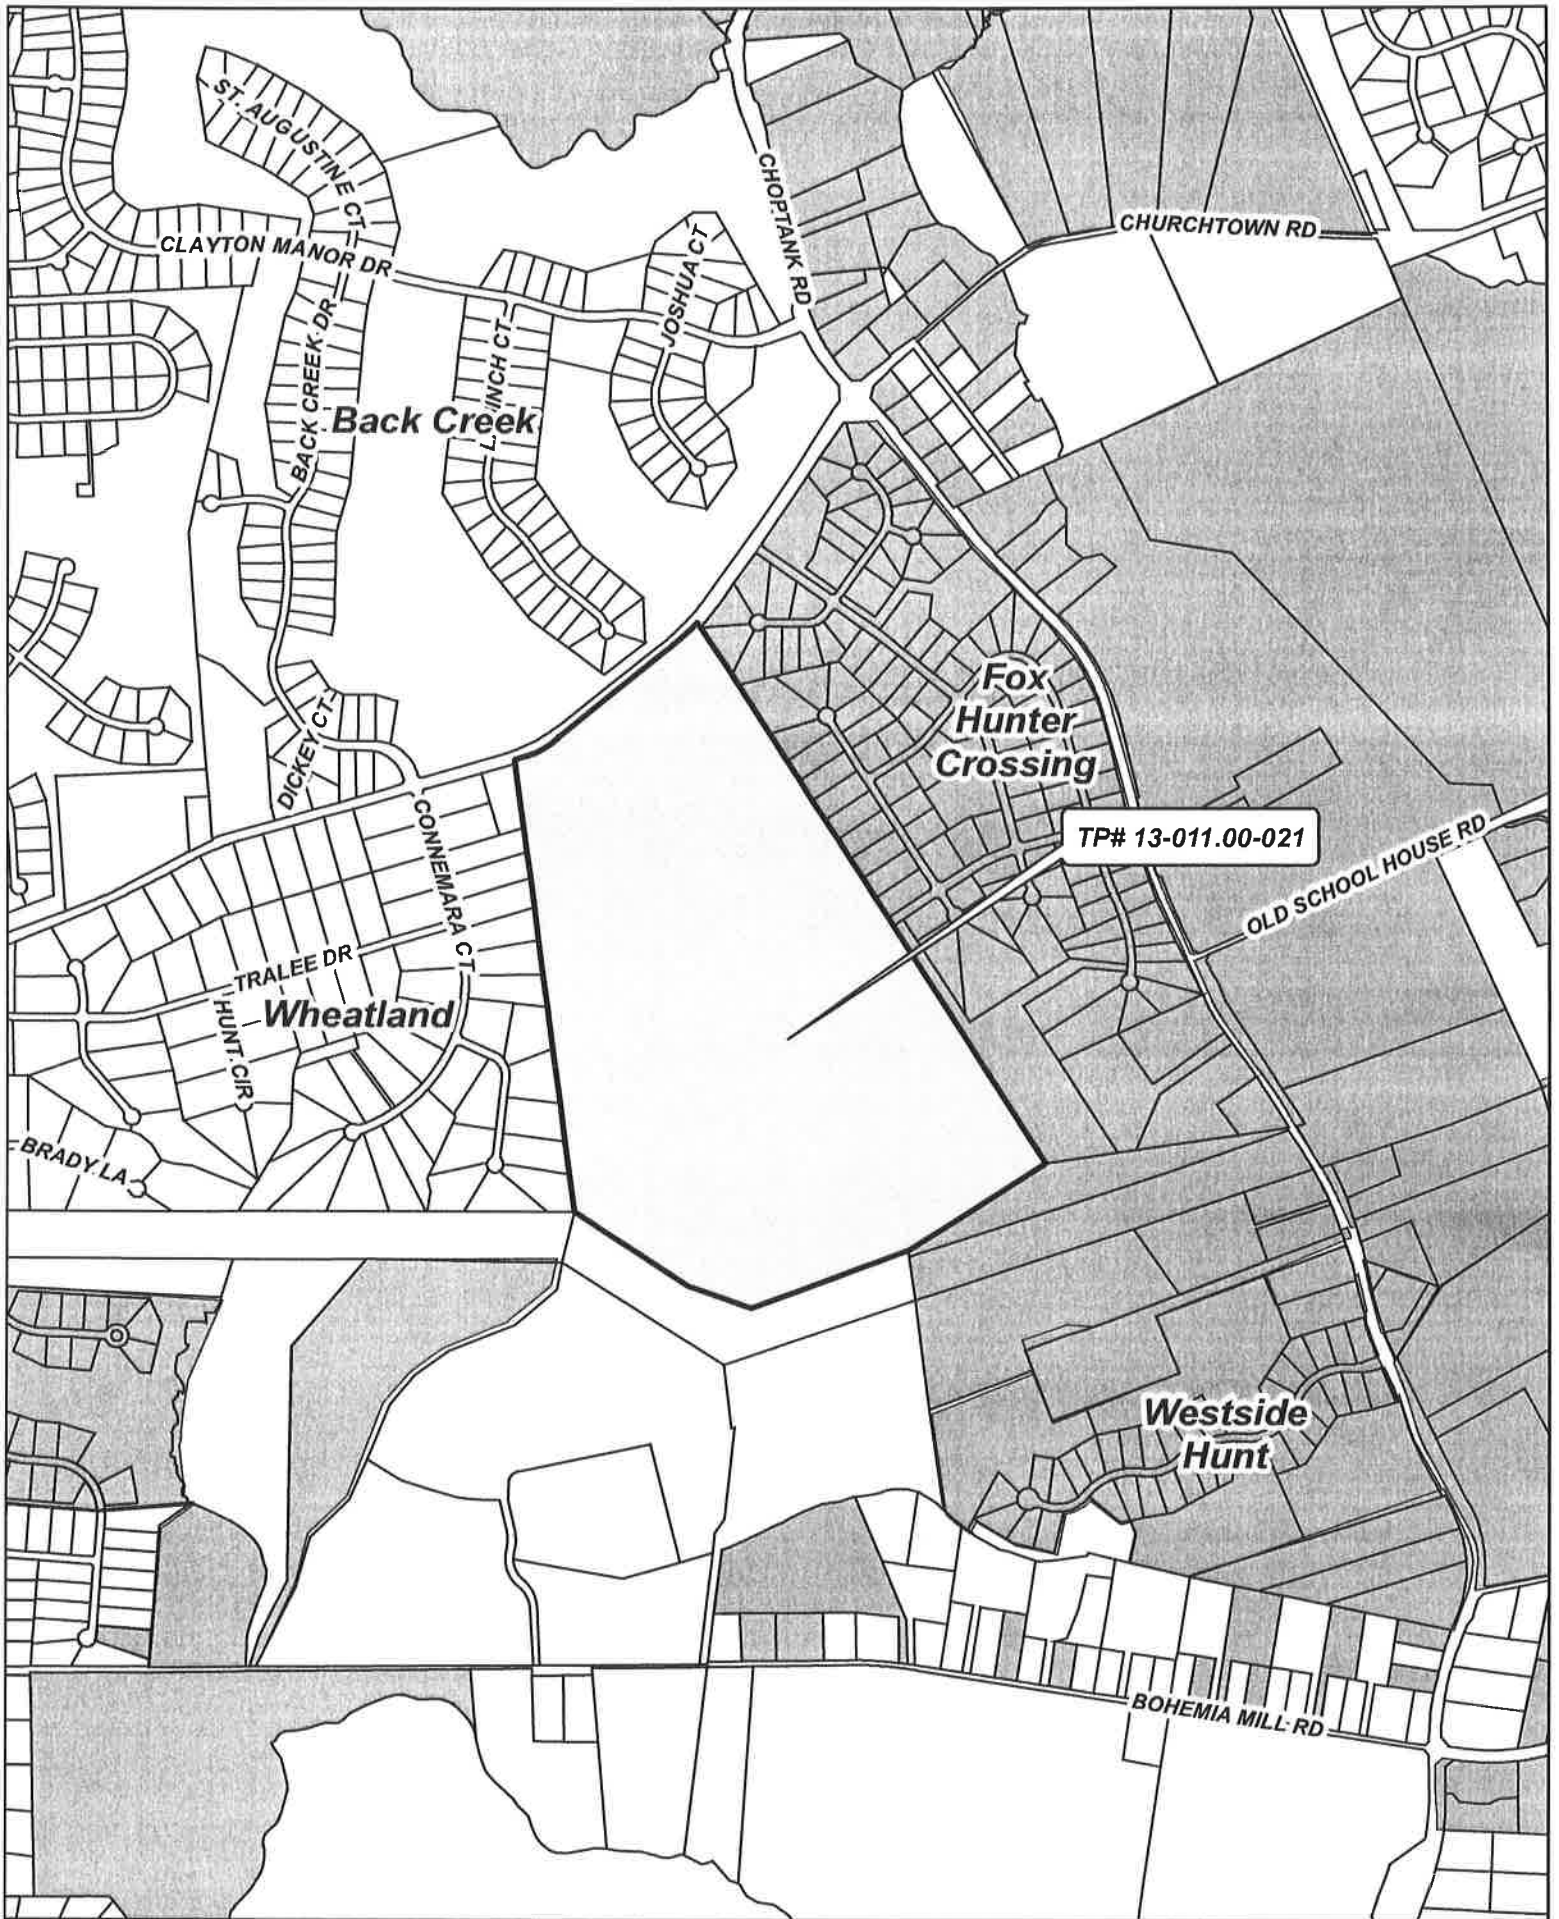 ST. AUGUSTINE CT
CHOPTANK RD
CHURCHTOWN RD
CLAYTON MANOR DR
JOSHUA CT
BACK CREEK DR
Back Creek
Fox
Hunter
Crossing
DICKEY CT
TP# 13-011.00-021
CONNEMARA CT
OLD SCHOOL HOUSE RD
TRALEE DR
Wheatland
HUNT CIR
BRADY LA
Westside
Hunt
BOHEMIA MILL RD